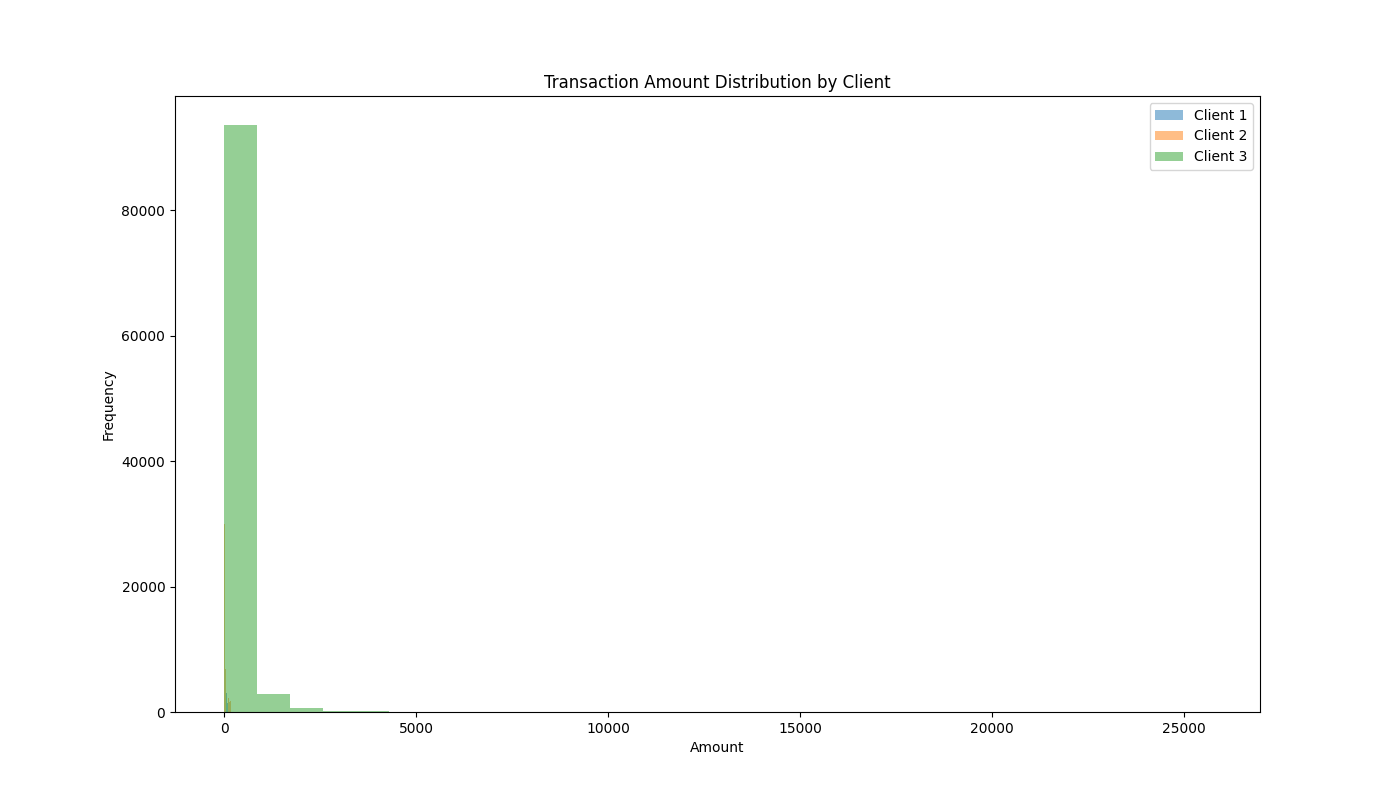 Transaction Amount Distribution by Client
Client 1
Client 2
Client 3
Frequency
80000
60000
40000
20000
0
0 5000 10000 15000 20000 25000
Amount